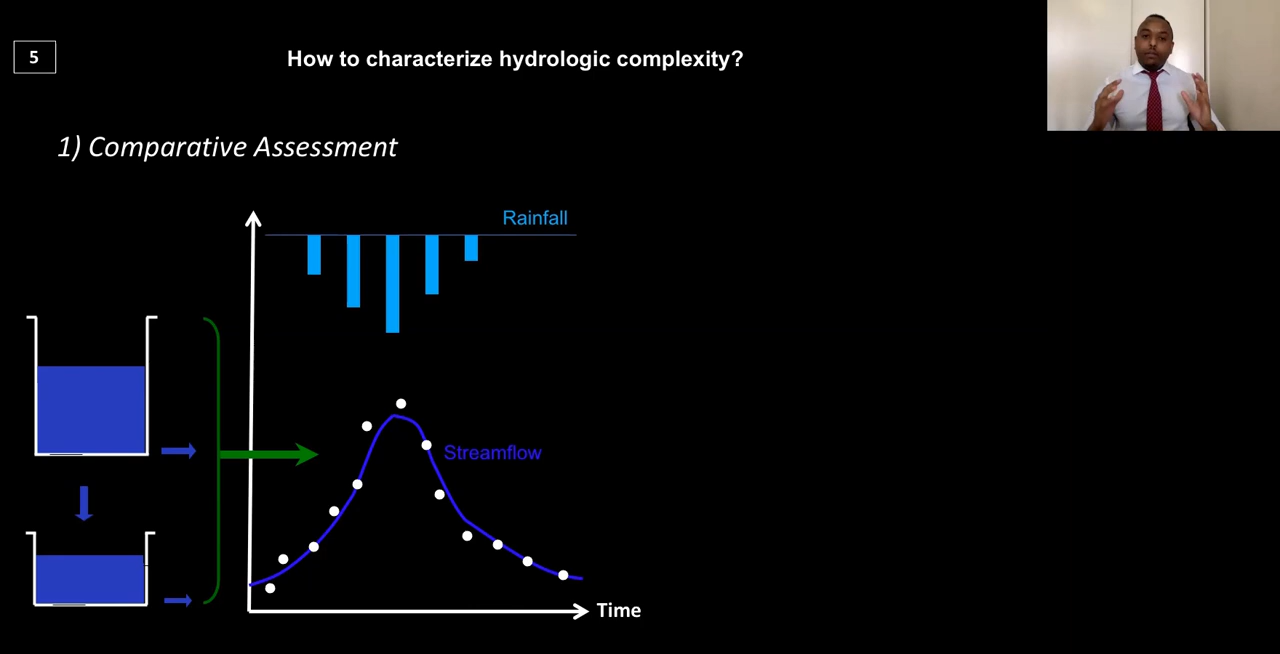 5
How to characterize hydrologic complexity?
1) Comparative Assessment
Rainfall
Streamflow
Time